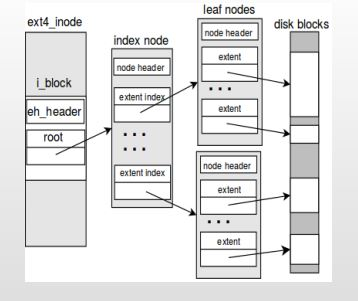 ext4_inode
i_block
eh_header
root
index node
node header
extent index
...
...
extent index
leaf nodes
node header
extent
...
extent
node header
extent
...
extent
disk blocks